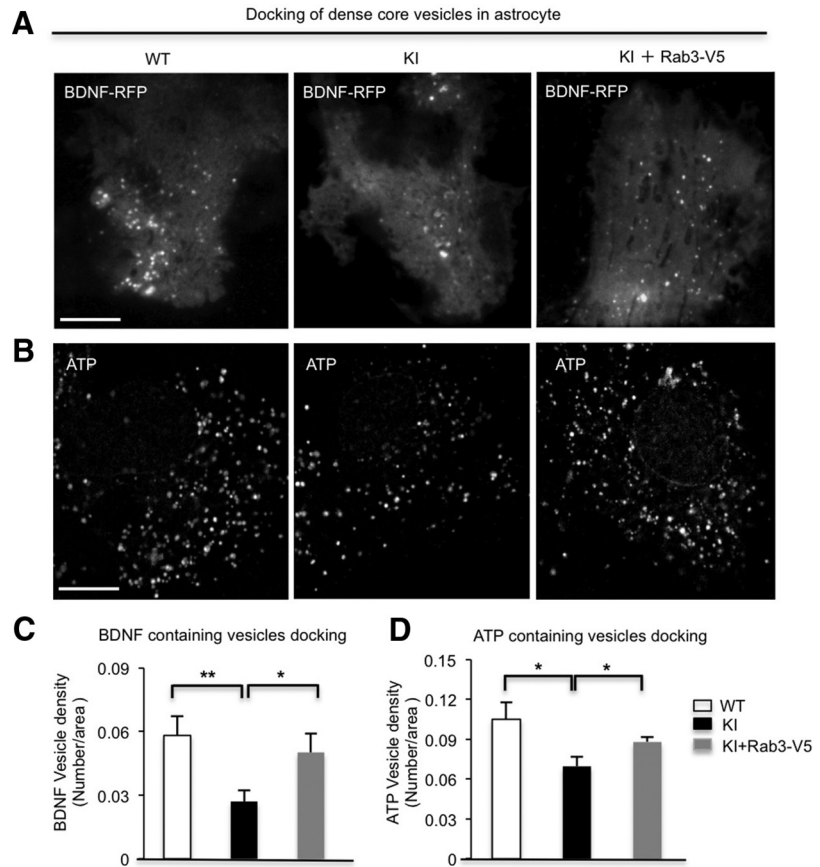 A
Docking of dense core vesicles in astrocyte
WT
KI
KI + Rab3-V5
BDNF-RFP
BDNF-RFP
BDNF-RFP
B
ATP
ATP
ATP
C
BDNF containing vesicles docking
BDNF Vesicle density
(Number/area )
0.09
0.06
0.03
0
**
*
D
ATP containing vesicles docking
ATP Vesicle density
(Number/area)
0.15
0.12
0.09
0.06
0.03
0
*
*
WT
KI
KI+Rab3-V5